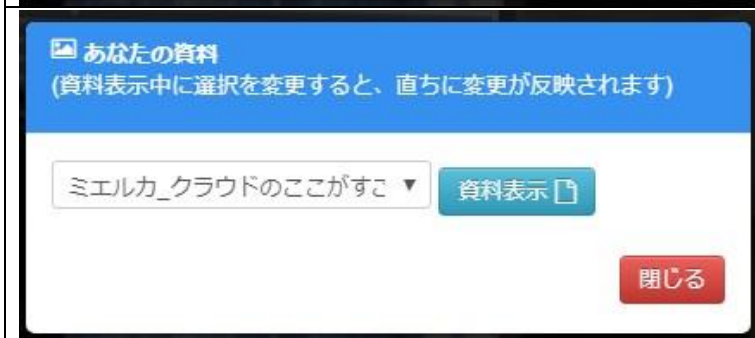 あなたの資料
(資料表示中に選択を変更すると、直ちに変更が反映されます)
ミエルカ_クラウドのここがすこ
資料表示
閉じる